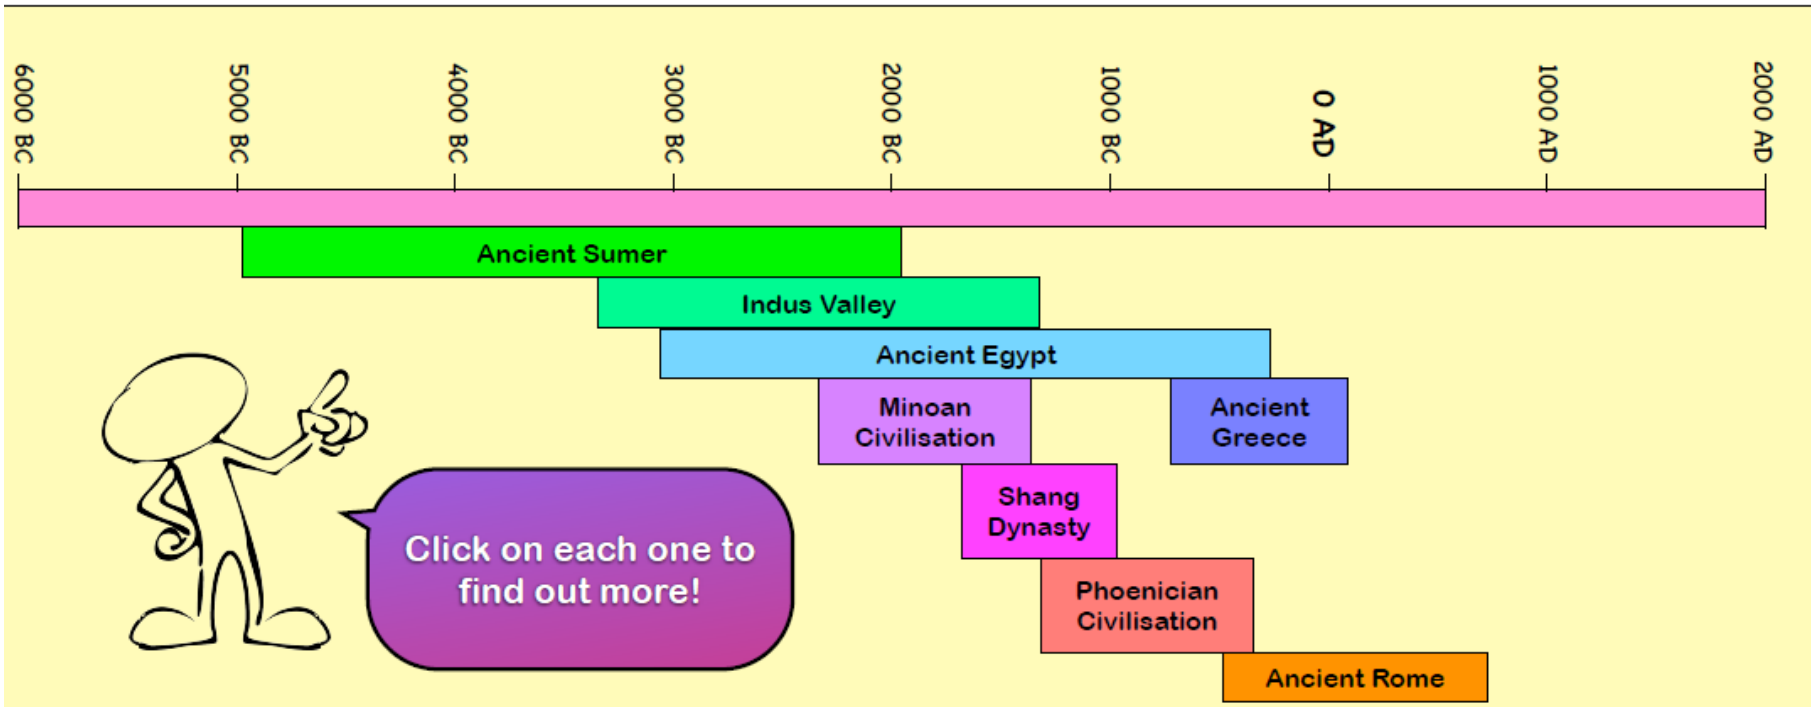 6000 BC
5000 BC
4000 BC
3000 BC
2000 BC
1000 BC
0 AD
1000 AD
2000 AD
Ancient Sumer
Indus Valley
Ancient Egypt
Minoan
Civilisation
Ancient
Greece
Shang
Dynasty
Click on each one to
find out more!
Phoenician
Civilisation
Ancient Rome